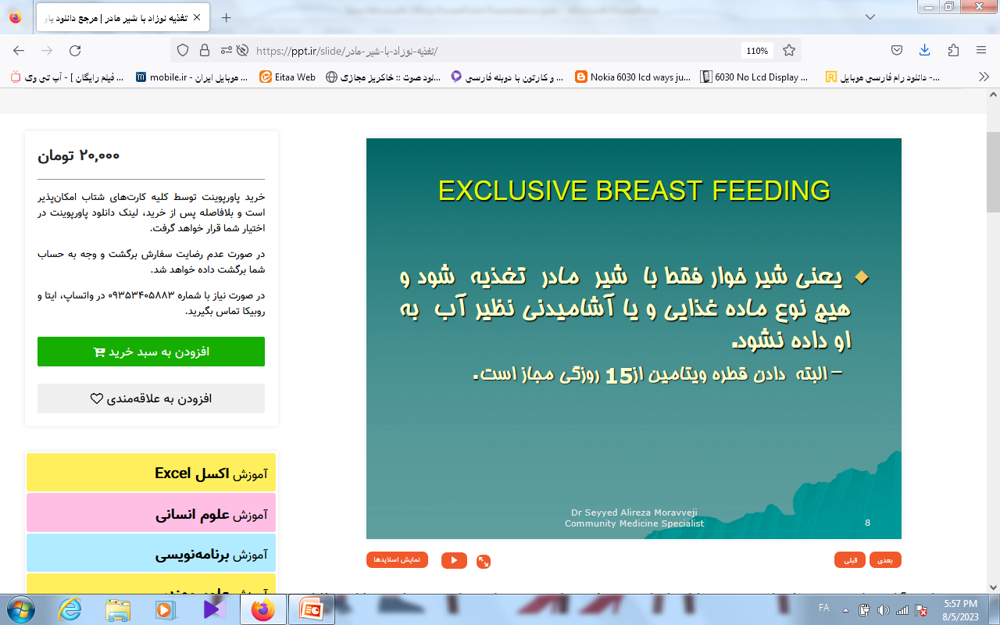 تغذیه نوزاد با شیر مادر | مرجع دانلود پاو
https://ppt.ir/slide/تغذیه-نوزاد-با-شیر-مادر/
110%
فیلم رایگان ] - آپ تی وی ...
موبایل ایران - mobile.ir ...
Eitaa Web
لود صوت :: خاکریز مجازی...
و کارتون با دوبله فارسی ...
Nokia 6030 lcd ways ju...
6030 No Lcd Display ...
دانلود رام فارسی موبایل -...
۲۰,۰۰۰ تومان
خرید پاورپوینت توسط کلیه کارت‌های شتاب امکان‌پذیر
است و بلافاصله پس از خرید، لینک دانلود پاورپوینت در
اختیار شما قرار خواهد گرفت.
در صورت عدم رضایت سفارش برگشت و وجه به حساب
شما برگشت داده خواهد شد.
در صورت نیاز با شماره ۰۹۳۵۳۴۰۵۸۸۳ در واتساپ، ایتا و
روبیکا تماس بگیرید.
افزودن به سبد خرید
افزودن به علاقه‌مندی
آموزش اکسل Excel
آموزش علوم انسانی
آموزش برنامه‌نویسی
EXCLUSIVE BREAST FEEDING
یعنی شیر خوار فقط با شیر مادر تغذیه شود و
هیچ نوع ماده غذایی و یا آشامیدنی نظیر آب به
او داده نشود.
– البته دادن قطره ویتامین از15 روزگی مجاز است.
Dr Seyyed Alireza Moravveji
Community Medicine Specialist
8
نمایش اسلایدها
قبلی
بعدی
FA
5:57 PM
8/5/2023